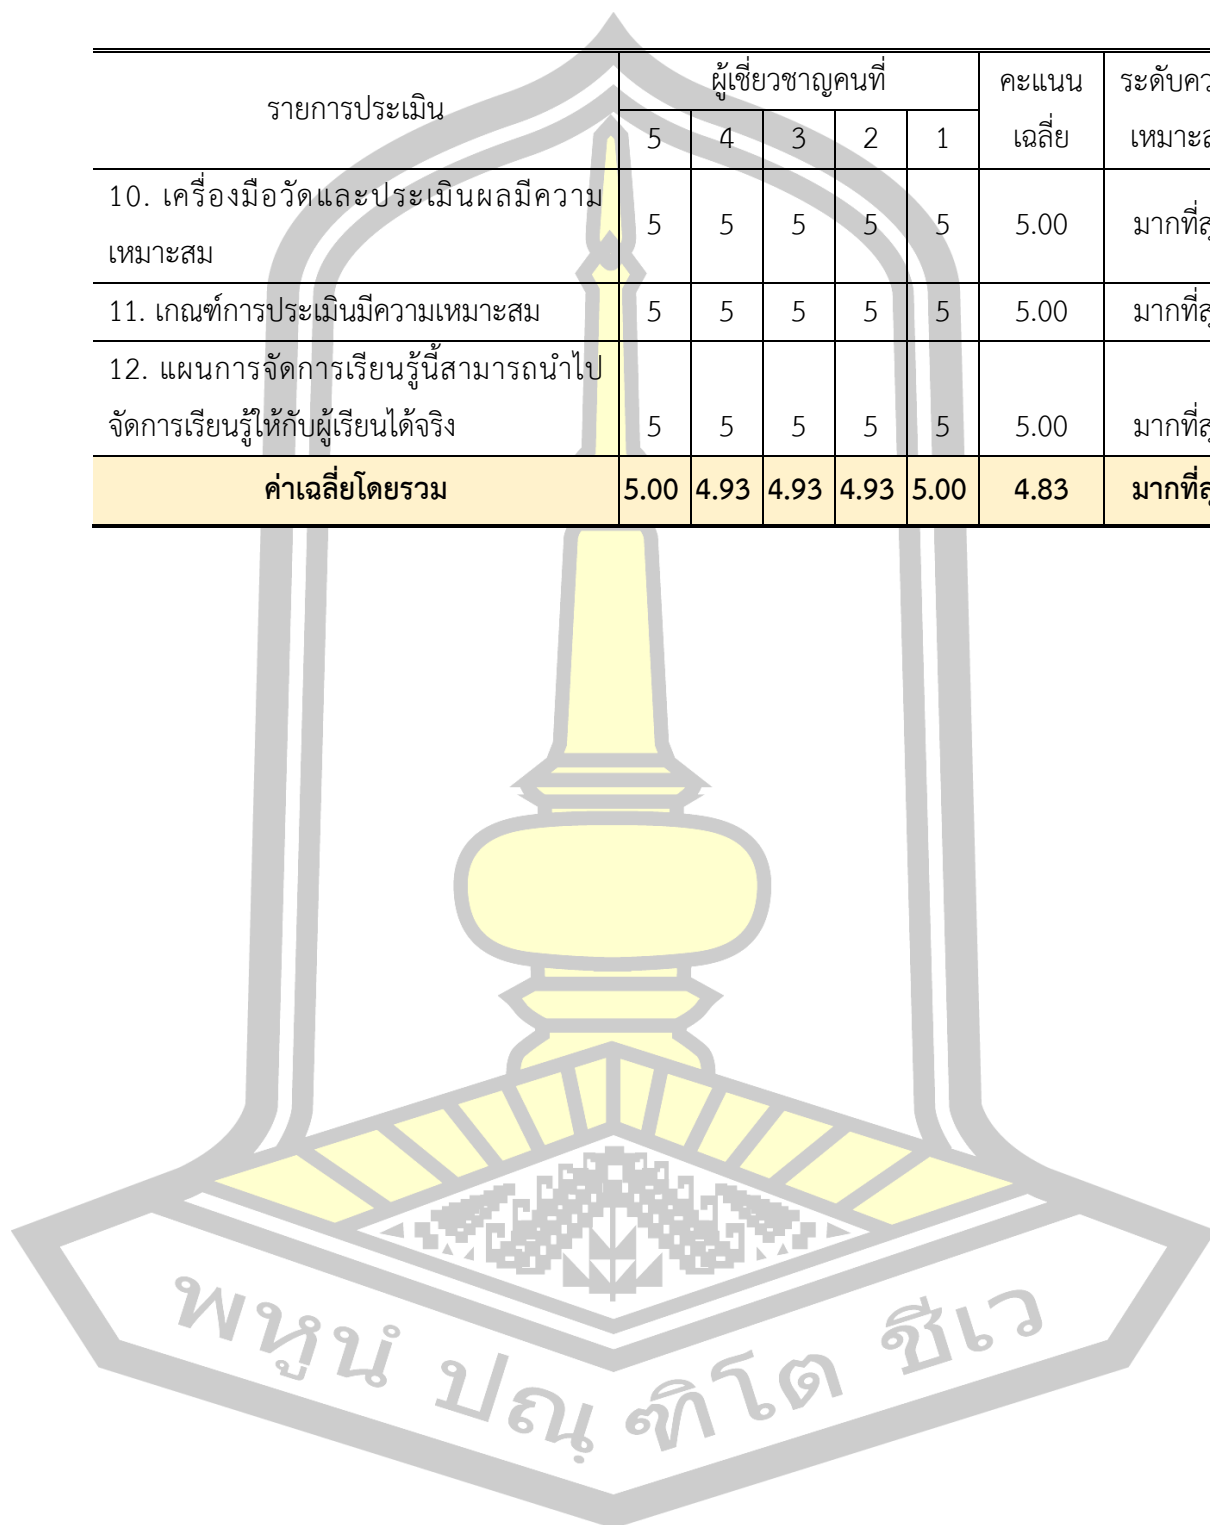 รายการประเมิน ผู้เชี่ยวชาญคนที่ คะแนน
5 4 3 2 1 เฉลี่ย
10. เครื่องมือวัดและประเมินผลมีความ
เหมาะสม 5 5 5 5 5 5.00
11. เกณฑ์การประเมินมีความเหมาะสม 5 5 5 5 5 5.00
12. แผนการจัดการเรียนรู้นี้สามารถนำไป
จัดการเรียนรู้ให้กับผู้เรียนได้จริง 5 5 5 5 5 5.00
ค่าเฉลี่ยโดยรวม 5.00 4.93 4.93 4.93 5.00 4.83
พหูนํ ปณฺฑิโต ชีเว